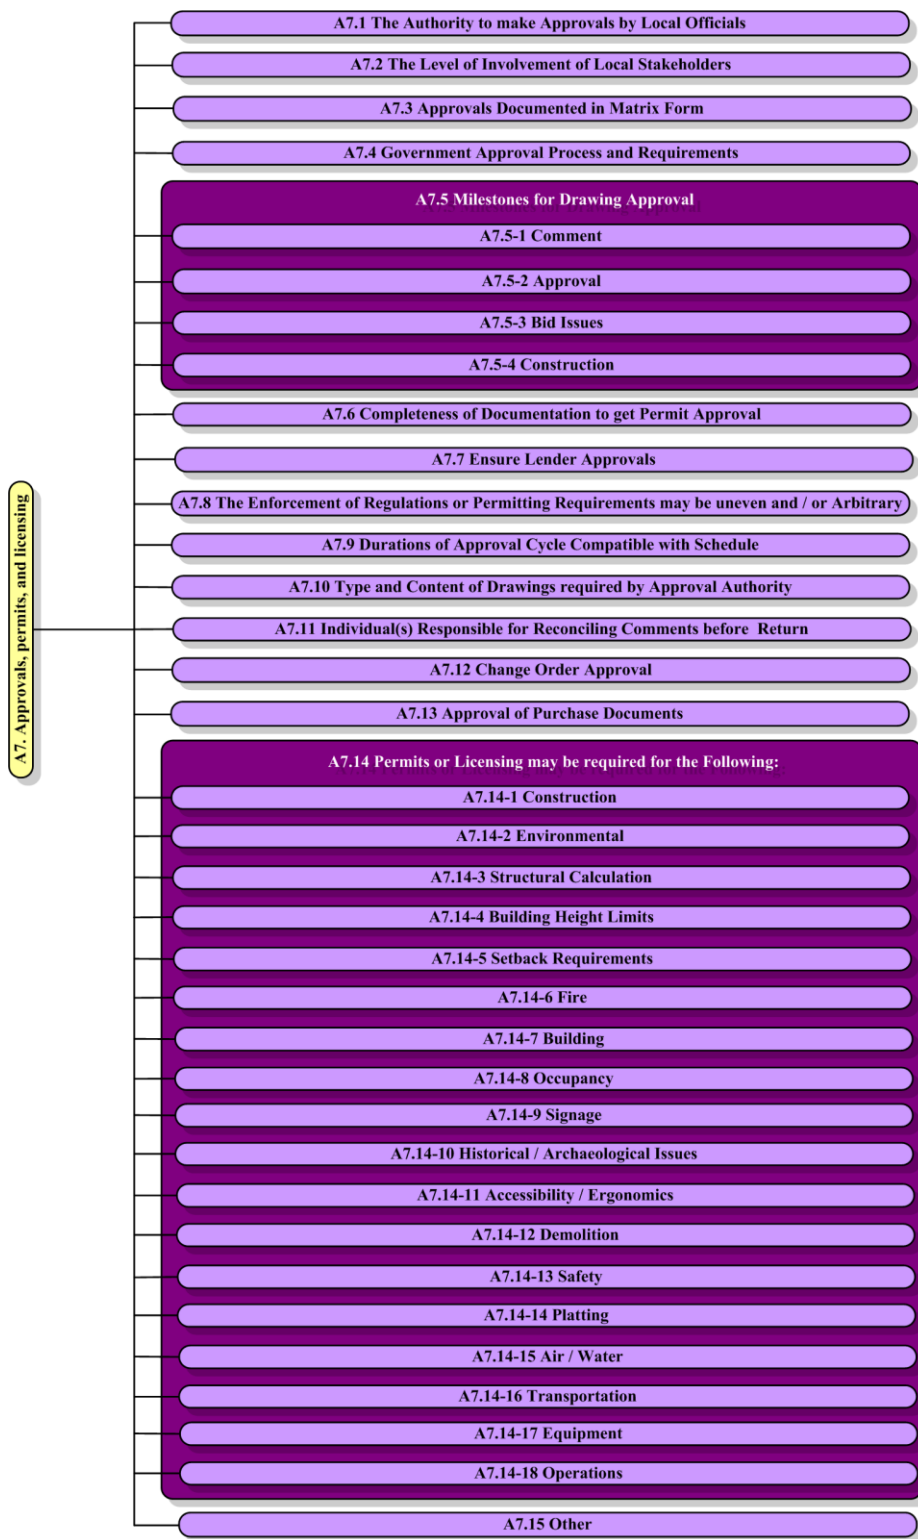 A7. Approvals, permits, and licensing
A7.1 The Authority to make Approvals by Local Officials
A7.2 The Level of Involvement of Local Stakeholders
A7.3 Approvals Documented in Matrix Form
A7.4 Government Approval Process and Requirements
A7.5 Milestones for Drawing Approval
A7.5-1 Comment
A7.5-2 Approval
A7.5-3 Bid Issues
A7.5-4 Construction
A7.6 Completeness of Documentation to get Permit Approval
A7.7 Ensure Lender Approvals
A7.8 The Enforcement of Regulations or Permitting Requirements may be uneven and / or Arbitrary
A7.9 Durations of Approval Cycle Compatible with Schedule
A7.10 Type and Content of Drawings required by Approval Authority
A7.11 Individual(s) Responsible for Reconciling Comments before Return
A7.12 Change Order Approval
A7.13 Approval of Purchase Documents
A7.14 Permits or Licensing may be required for the Following:
A7.14-1 Construction
A7.14-2 Environmental
A7.14-3 Structural Calculation
A7.14-4 Building Height Limits
A7.14-5 Setback Requirements
A7.14-6 Fire
A7.14-7 Building
A7.14-8 Occupancy
A7.14-9 Signage
A7.14-10 Historical / Archaeological Issues
A7.14-11 Accessibility / Ergonomics
A7.14-12 Demolition
A7.14-13 Safety
A7.14-14 Platting
A7.14-15 Air / Water
A7.14-16 Transportation
A7.14-17 Equipment
A7.14-18 Operations
A7.15 Other